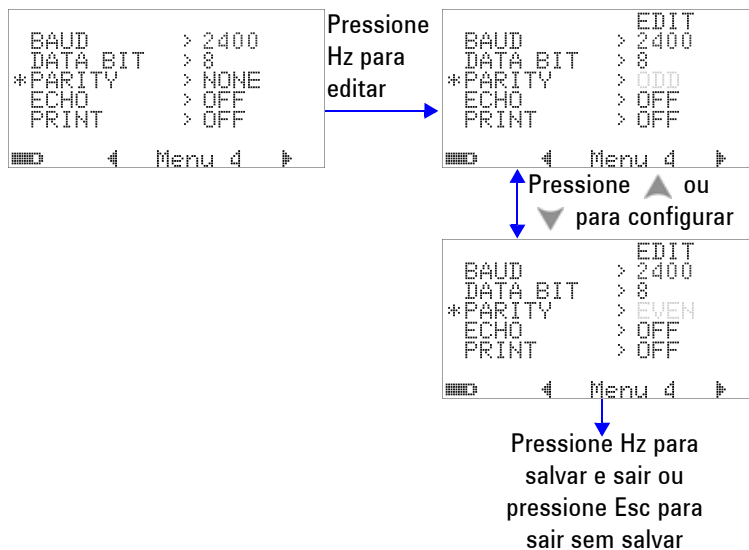 BAUD > 2400
DATA BIT > 8
*PARITY > NONE
ECHO > OFF
PRINT > OFF
Menu 4
Pressione
Hz para
editar
EDIT
BAUD > 2400
DATA BIT > 8
*PARITY > ODD
ECHO > OFF
PRINT > OFF
Menu 4
Pressione ou
para configurar
EDIT
BAUD > 2400
DATA BIT > 8
*PARITY > EVEN
ECHO > OFF
PRINT > OFF
Menu 4
Pressione Hz para
salvar e sair ou
pressione Esc para
sair sem salvar